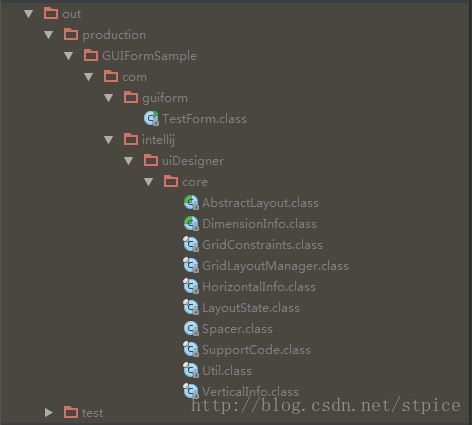 out
production
GUIFormSample
com
guiform
TestForm.class
intellij
uiDesigner
core
AbstractLayout.class
DimensionInfo.class
GridConstraints.class
GridLayoutManager.class
HorizontalInfo.class
LayoutState.class
Spacer.class
SupportCode.class
Util.class
VerticalInfo.class
http://blog.csdn.net/stpice
test